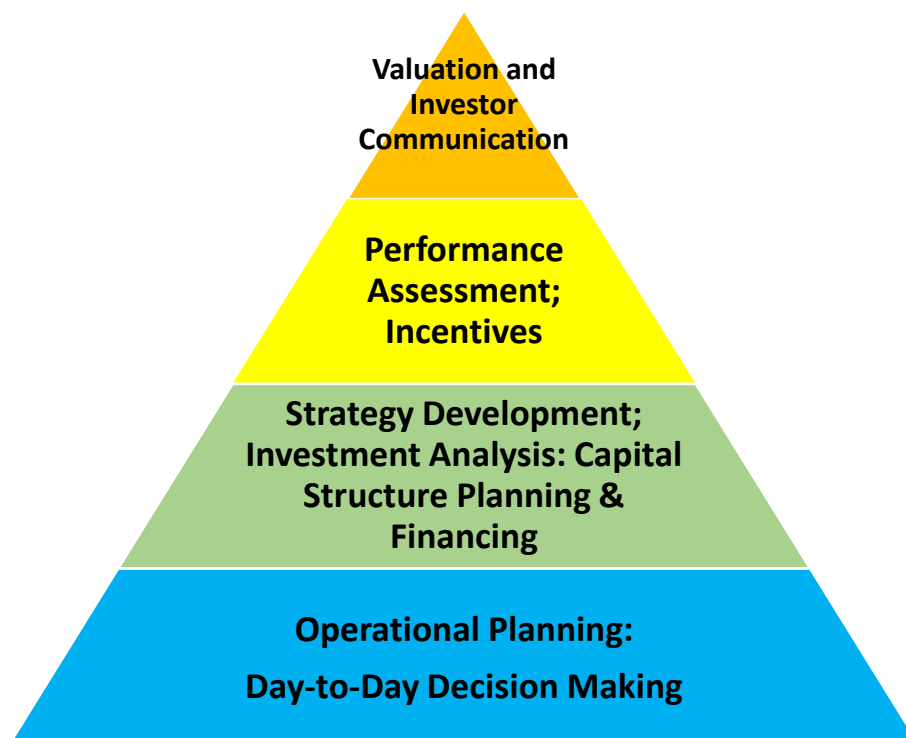 Valuation and
Investor
Communication
Performance
Assessment;
Incentives
Strategy Development;
Investment Analysis: Capital
Structure Planning &
Financing
Operational Planning:
Day-to-Day Decision Making